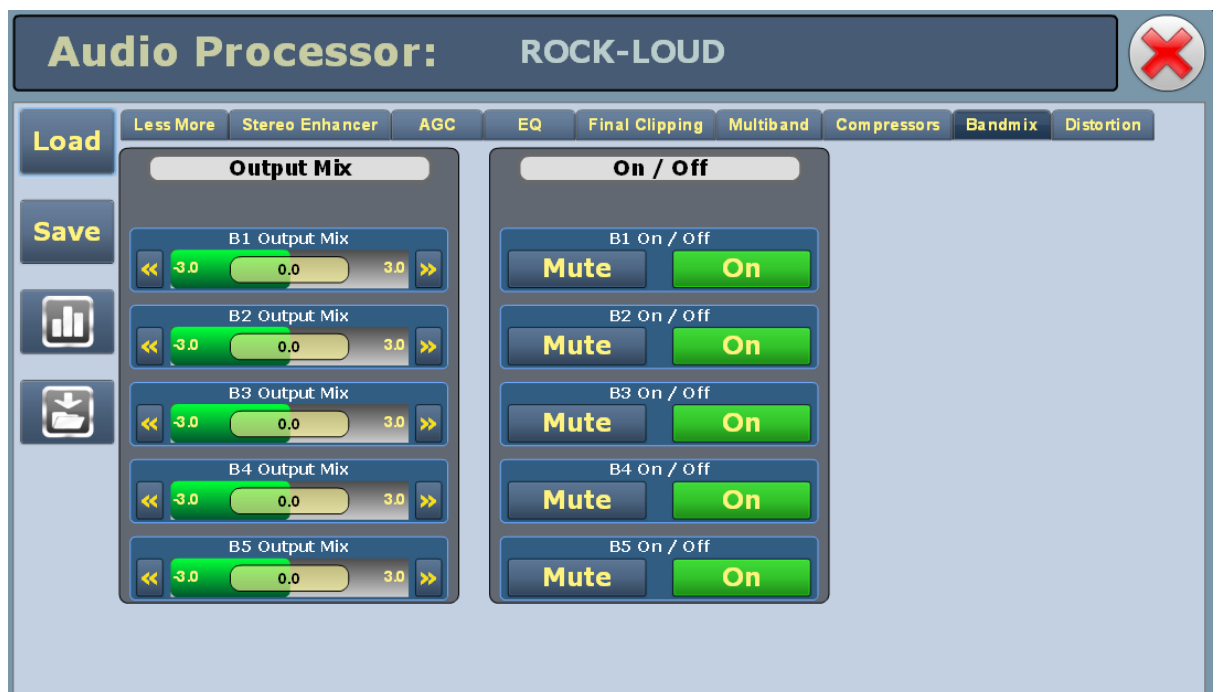 Audio Processor: ROCK-LOUD
Load
Save
Less More Stereo Enhancer AGC EQ Final Clipping Multiband Compressors Bandmix Distortion
Output Mix
B1 Output Mix
-3.0 0.0 3.0
B2 Output Mix
-3.0 0.0 3.0
B3 Output Mix
-3.0 0.0 3.0
B4 Output Mix
-3.0 0.0 3.0
B5 Output Mix
-3.0 0.0 3.0
On / Off
B1 On / Off
Mute On
B2 On / Off
Mute On
B3 On / Off
Mute On
B4 On / Off
Mute On
B5 On / Off
Mute On